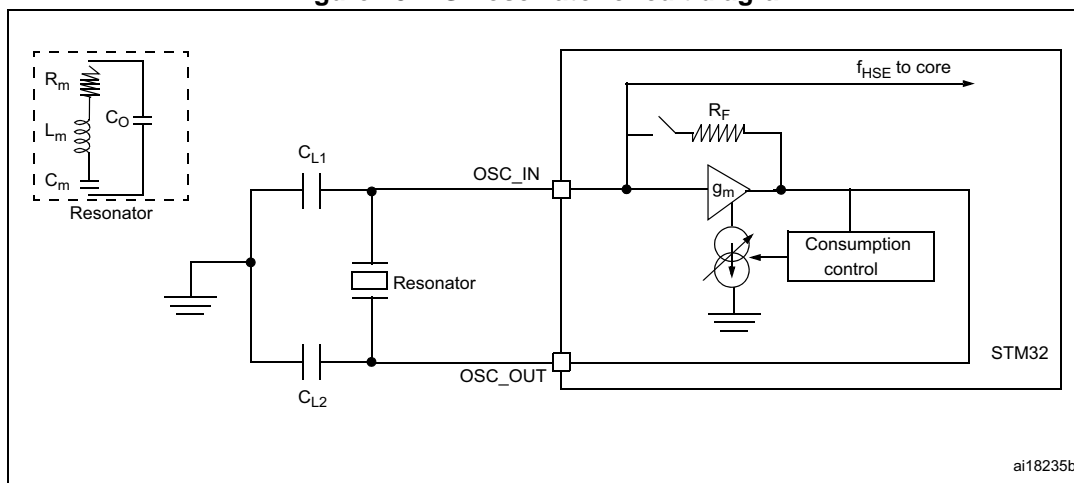 R_m
L_m
C_O
C_m
Resonator
C_L1
OSC_IN
f_HSE to core
R_F
g_m
Consumption
control
Resonator
STM32
OSC_OUT
C_L2
ai18235b